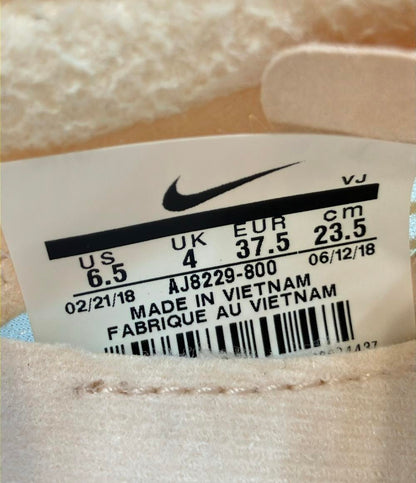 VJ
US UK EUR cm
6.5 4 37.5 23.5
02/21/18 AJ8229-800 06/12/18
MADE IN VIETNAM
FABRIQUE AU VIETNAM